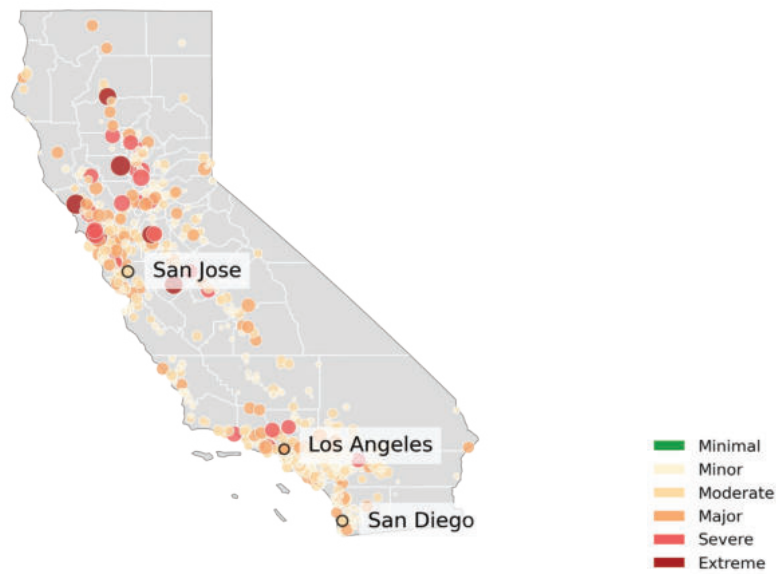 San Jose
Los Angeles
San Diego
Minimal
Minor
Moderate
Major
Severe
Extreme